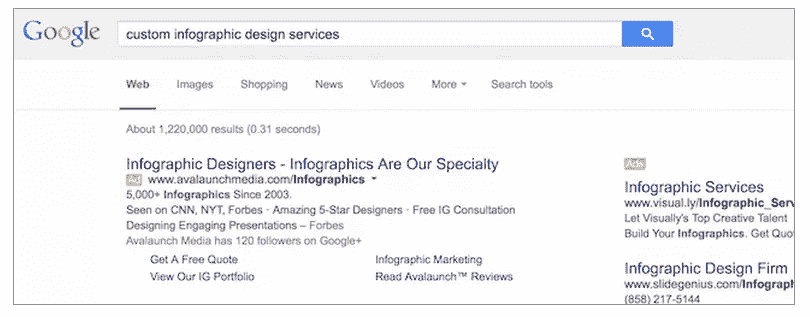 Google custom infographic design services
Web Images Shopping News Videos More Search tools
About 1,220,000 results (0.31 seconds)
Infographic Designers - Infographics Are Our Specialty
Ad www.avalaunchmedia.com/Infographics
5,000+ Infographics Since 2003.
Seen on CNN, NYT, Forbes · Amazing 5-Star Designers · Free IG Consultation
Designing Engaging Presentations – Forbes
Avalaunch Media has 120 followers on Google+
Get A Free Quote Infographic Marketing
View Our IG Portfolio Read Avalaunch™ Reviews
Ads
Infographic Services
www.visual.ly/Infographic_Serv
Let Visually's Top Creative Talent
Build Your Infographics. Get Quo
Infographic Design Firm
www.slidegenius.com/Infograph
(858) 217-5144